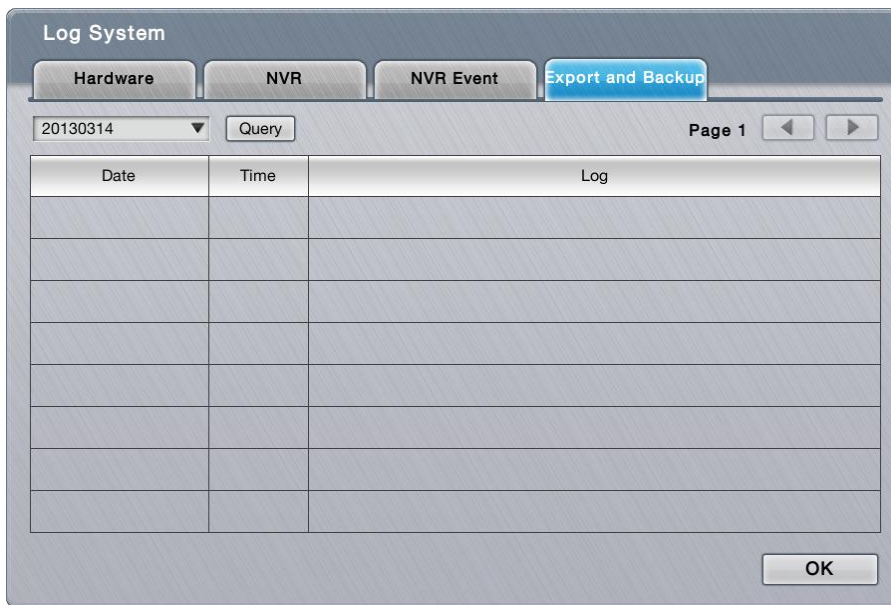 Log System
Hardware NVR NVR Event Export and Backup
20130314 Query Page 1
Date Time Log
OK